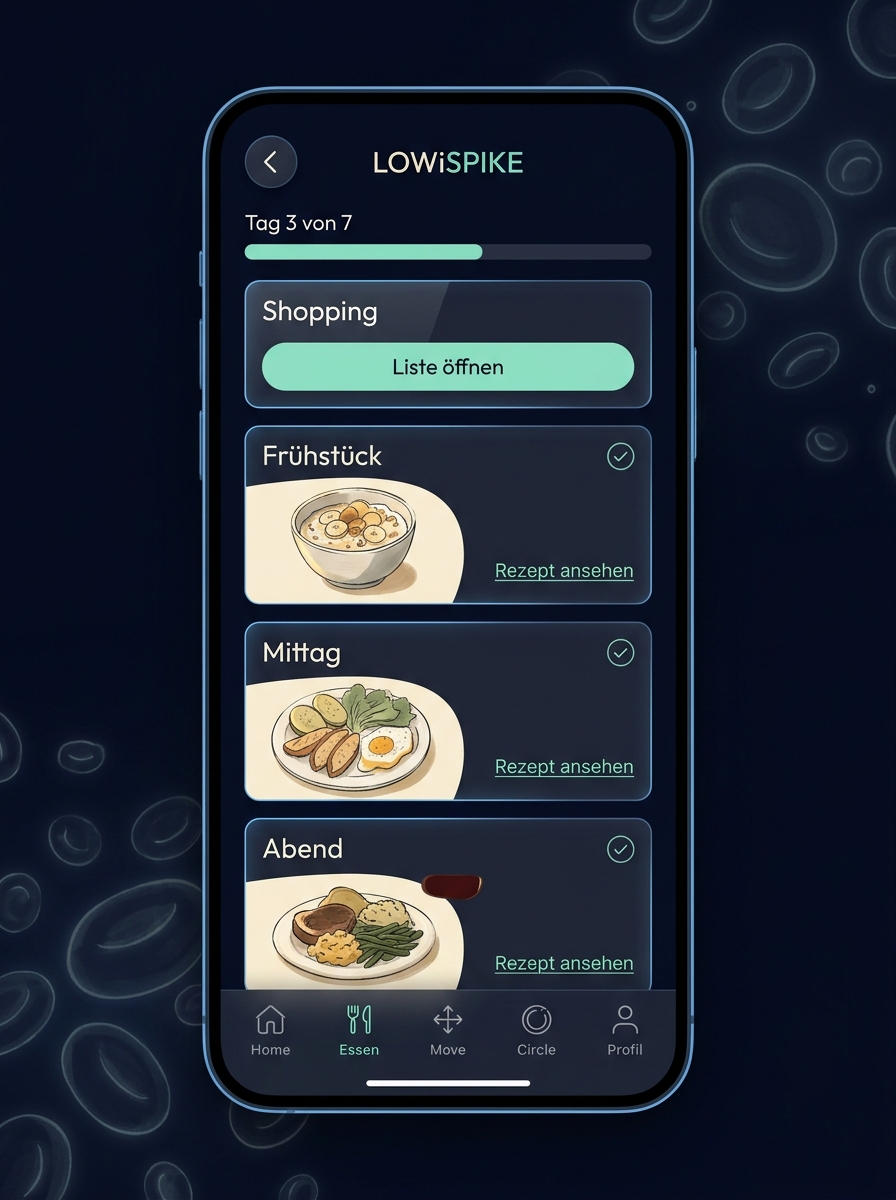 LOWiSPIKE
Tag 3 von 7
Shopping
Liste öffnen
Frühstück
Rezept ansehen
Mittag
Rezept ansehen
Abend
Rezept ansehen
Home
Essen
Move
Circle
Profil